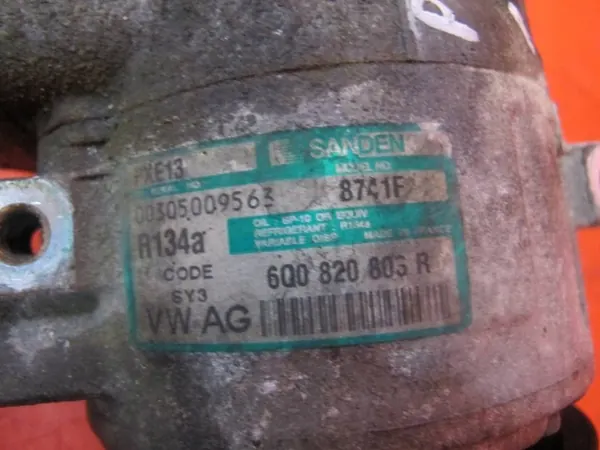 P
PXE13 SANDEN
SERIAL NO MODEL NO
00305009563 8741F
OIL : SP-10 OR EQUIV
R134a REFRIGERANT : R134a
VARIABLE DISP MADE IN FRANCE
CODE 6Q0 820 803 R
6Y3
VW AG